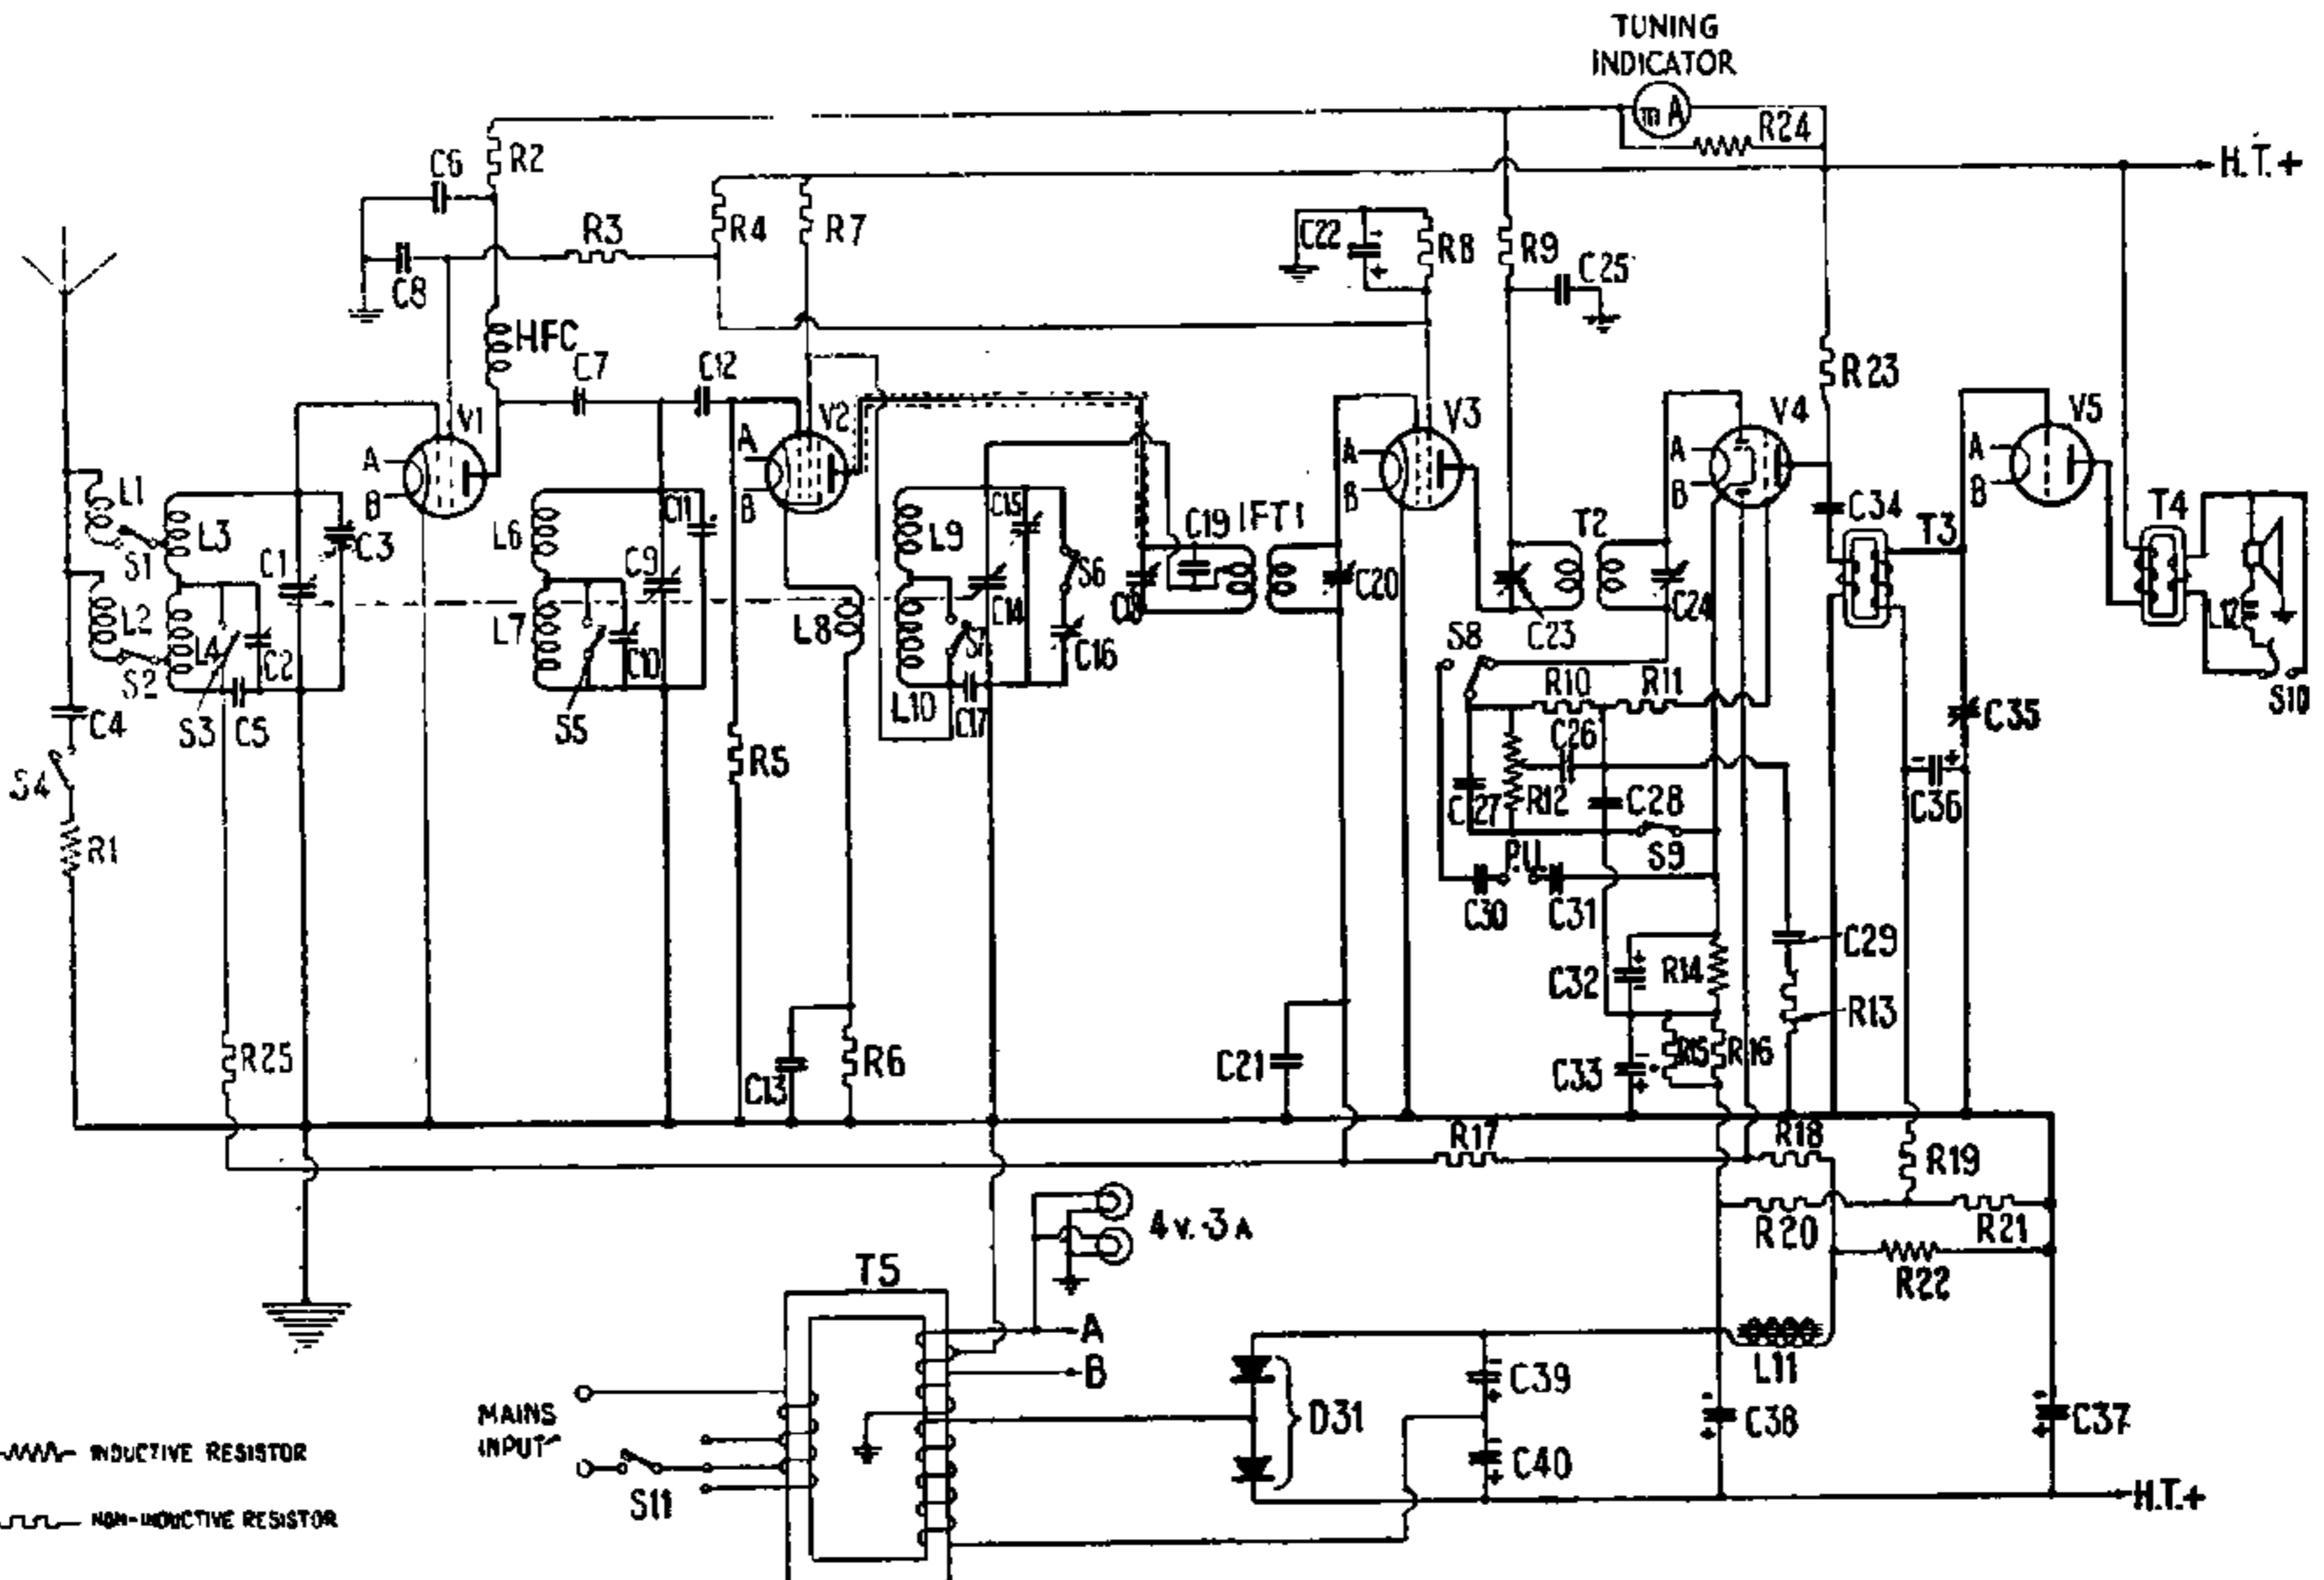 TUNING
INDICATOR
mA
R24
H.T.+
C6
R2
R3
R4
R7
C22
R8
R9
C25
C8
HFC
C7
C12
R23
V1
V2
V3
V4
V5
A
B
A
B
A
B
A
B
A
B
L1
L3
S1
C1
C3
L6
C9
C11
L9
C15
S6
C19
IFT1
C20
T2
C34
T3
T4
L2
L4
C2
S2
S3
C5
L7
C10
S5
L8
C14
S7
C16
L10
C17
C23
C24
L12
S10
C4
S4
R1
R5
S8
R10
R11
C26
C27
R12
C28
S9
P.U.
C30
C31
C35
C36
C29
C32
R14
R13
R25
C13
R6
C21
C33
R15
R16
R17
R18
R19
R20
R21
R22
4 V. ·3 A
T5
A
B
L11
MAINS
INPUT
S11
D31
C39
C40
C38
C37
H.T.+
INDUCTIVE RESISTOR
NON-INDUCTIVE RESISTOR